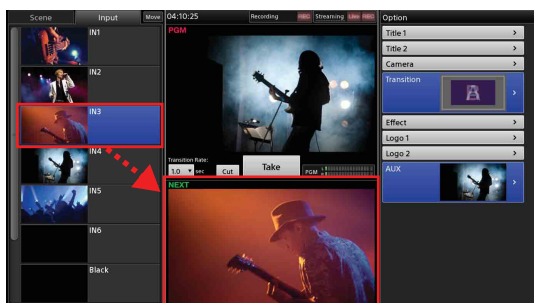 Scene
Input
Move
IN1
IN2
IN3
IN4
IN5
IN6
Black
04:10:25
Recording
REC
Streaming
Live
REC
PGM
Transition Rate:
1.0 ▼ sec
Cut
Take
PGM
NEXT
Option
Title 1 >
Title 2 >
Camera >
Transition >
Effect >
Logo 1 >
Logo 2 >
AUX >